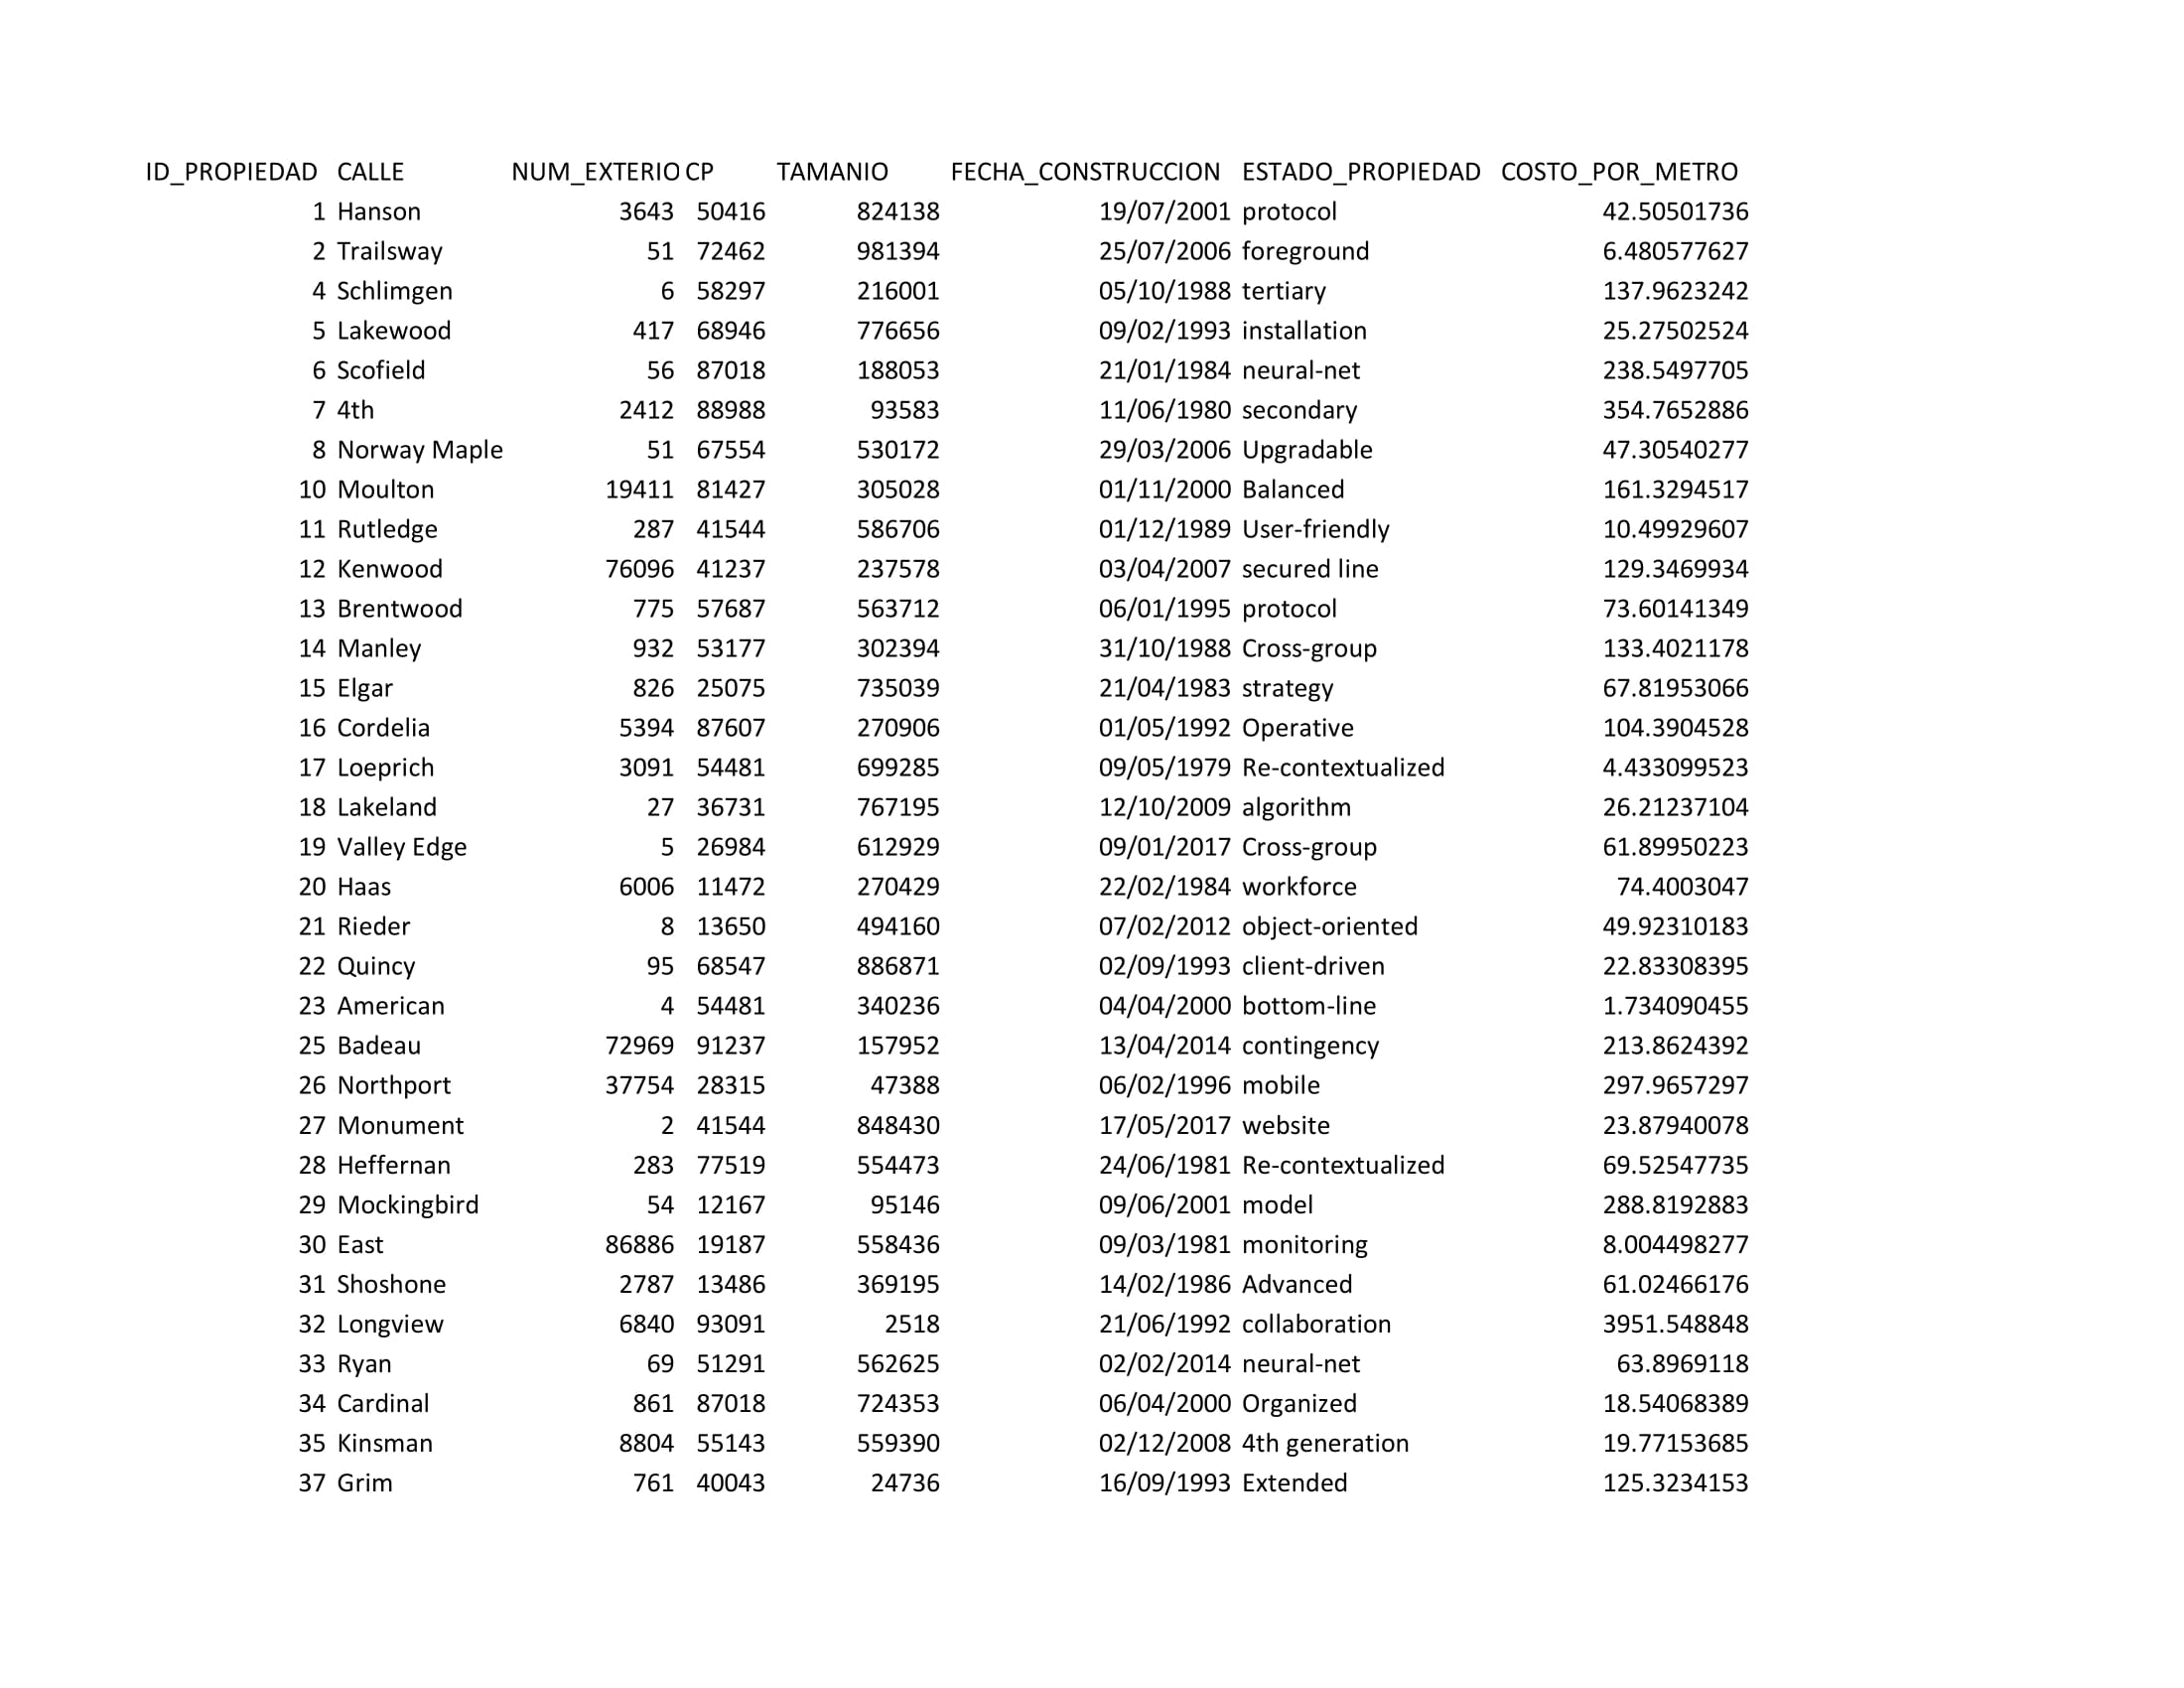 ID_PROPIEDAD CALLE NUM_EXTERIO CP TAMANIO FECHA_CONSTRUCCION ESTADO_PROPIEDAD COSTO_POR_METRO
1 Hanson 3643 50416 824138 19/07/2001 protocol 42.50501736
2 Trailsway 51 72462 981394 25/07/2006 foreground 6.480577627
4 Schlimgen 6 58297 216001 05/10/1988 tertiary 137.9623242
5 Lakewood 417 68946 776656 09/02/1993 installation 25.27502524
6 Scofield 56 87018 188053 21/01/1984 neural-net 238.5497705
7 4th 2412 88988 93583 11/06/1980 secondary 354.7652886
8 Norway Maple 51 67554 530172 29/03/2006 Upgradable 47.30540277
10 Moulton 19411 81427 305028 01/11/2000 Balanced 161.3294517
11 Rutledge 287 41544 586706 01/12/1989 User-friendly 10.49929607
12 Kenwood 76096 41237 237578 03/04/2007 secured line 129.3469934
13 Brentwood 775 57687 563712 06/01/1995 protocol 73.60141349
14 Manley 932 53177 302394 31/10/1988 Cross-group 133.4021178
15 Elgar 826 25075 735039 21/04/1983 strategy 67.81953066
16 Cordelia 5394 87607 270906 01/05/1992 Operative 104.3904528
17 Loeprich 3091 54481 699285 09/05/1979 Re-contextualized 4.433099523
18 Lakeland 27 36731 767195 12/10/2009 algorithm 26.21237104
19 Valley Edge 5 26984 612929 09/01/2017 Cross-group 61.89950223
20 Haas 6006 11472 270429 22/02/1984 workforce 74.4003047
21 Rieder 8 13650 494160 07/02/2012 object-oriented 49.92310183
22 Quincy 95 68547 886871 02/09/1993 client-driven 22.83308395
23 American 4 54481 340236 04/04/2000 bottom-line 1.734090455
25 Badeau 72969 91237 157952 13/04/2014 contingency 213.8624392
26 Northport 37754 28315 47388 06/02/1996 mobile 297.9657297
27 Monument 2 41544 848430 17/05/2017 website 23.87940078
28 Heffernan 283 77519 554473 24/06/1981 Re-contextualized 69.52547735
29 Mockingbird 54 12167 95146 09/06/2001 model 288.8192883
30 East 86886 19187 558436 09/03/1981 monitoring 8.004498277
31 Shoshone 2787 13486 369195 14/02/1986 Advanced 61.02466176
32 Longview 6840 93091 2518 21/06/1992 collaboration 3951.548848
33 Ryan 69 51291 562625 02/02/2014 neural-net 63.8969118
34 Cardinal 861 87018 724353 06/04/2000 Organized 18.54068389
35 Kinsman 8804 55143 559390 02/12/2008 4th generation 19.77153685
37 Grim 761 40043 24736 16/09/1993 Extended 125.3234153